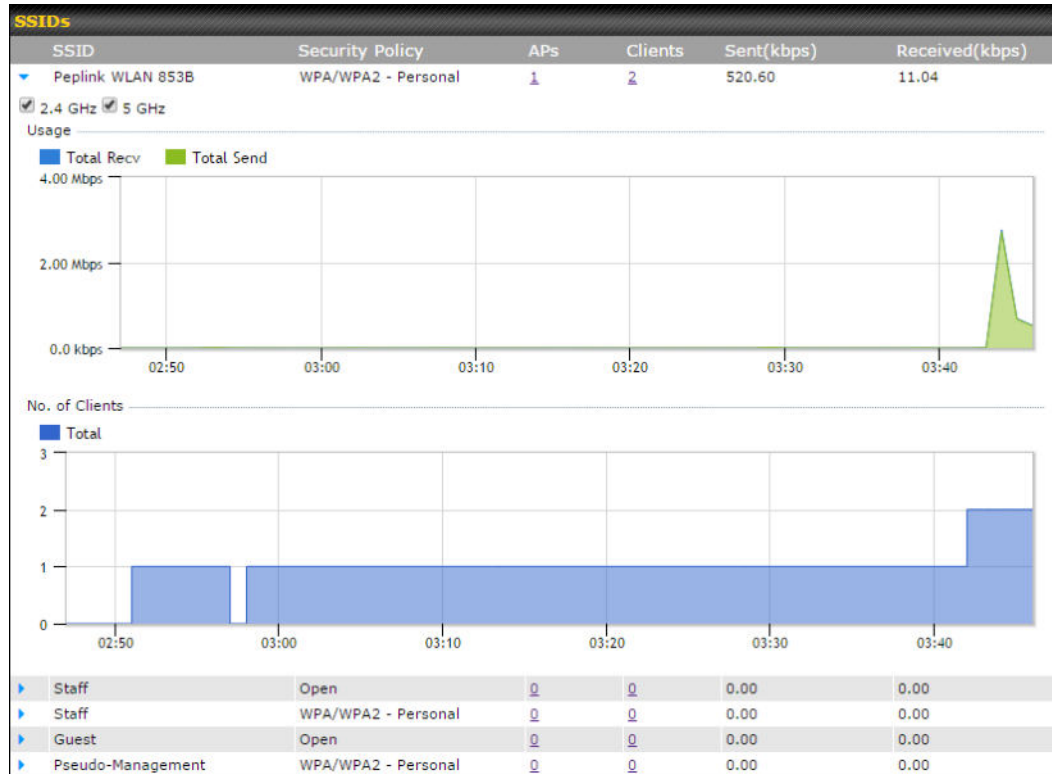 SSIDs
SSID Security Policy APs Clients Sent(kbps) Received(kbps)
Peplink WLAN 853B WPA/WPA2 - Personal 1 2 520.60 11.04
2.4 GHz 5 GHz
Usage
Total Recv Total Send
4.00 Mbps
2.00 Mbps
0.0 kbps
02:50 03:00 03:10 03:20 03:30 03:40
No. of Clients
Total
3
2
1
0
02:50 03:00 03:10 03:20 03:30 03:40
Staff Open 0 0 0.00 0.00
Staff WPA/WPA2 - Personal 0 0 0.00 0.00
Guest Open 0 0 0.00 0.00
Pseudo-Management WPA/WPA2 - Personal 0 0 0.00 0.00